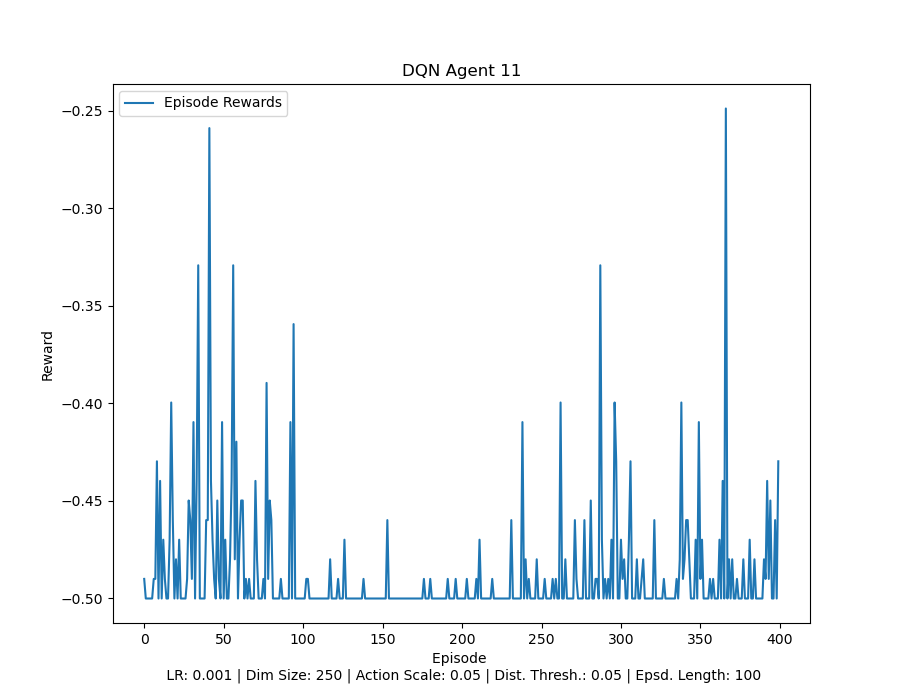 DQN Agent 11
Episode Rewards
−0.25
−0.30
−0.35
−0.40
−0.45
−0.50
Reward
0 50 100 150 200 250 300 350 400
Episode
LR: 0.001 | Dim Size: 250 | Action Scale: 0.05 | Dist. Thresh.: 0.05 | Epsd. Length: 100